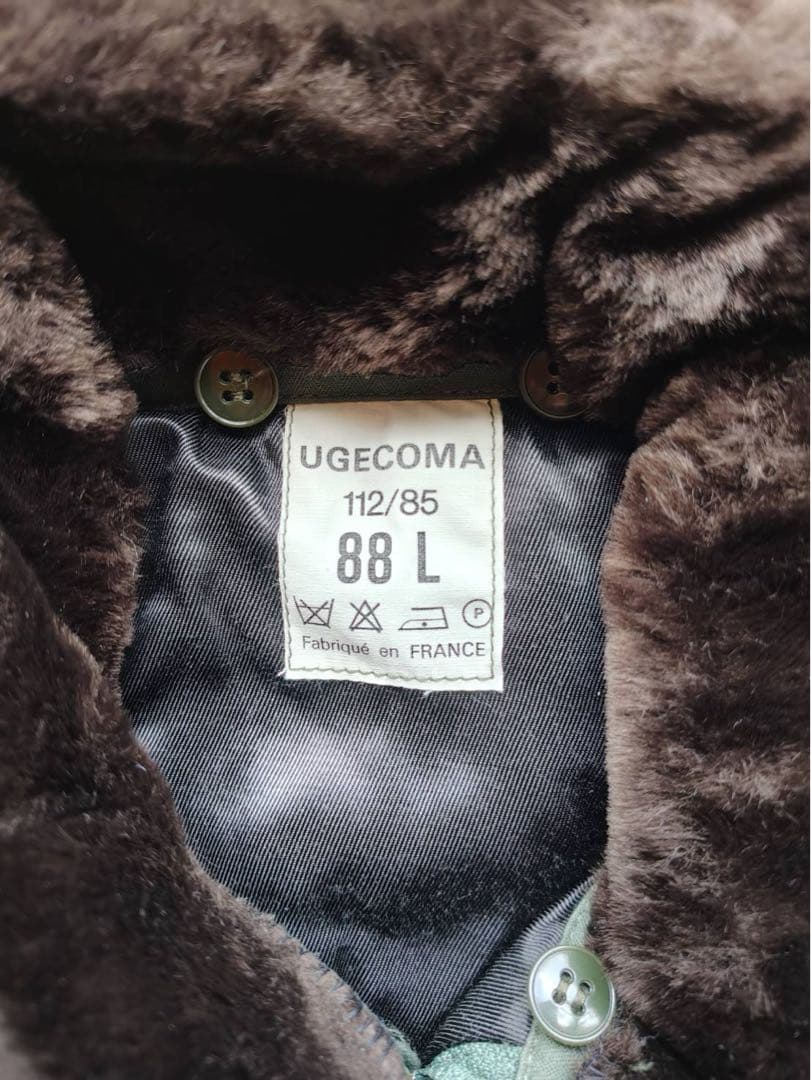 UGECOMA
112/85
88 L
P
Fabriqué en FRANCE